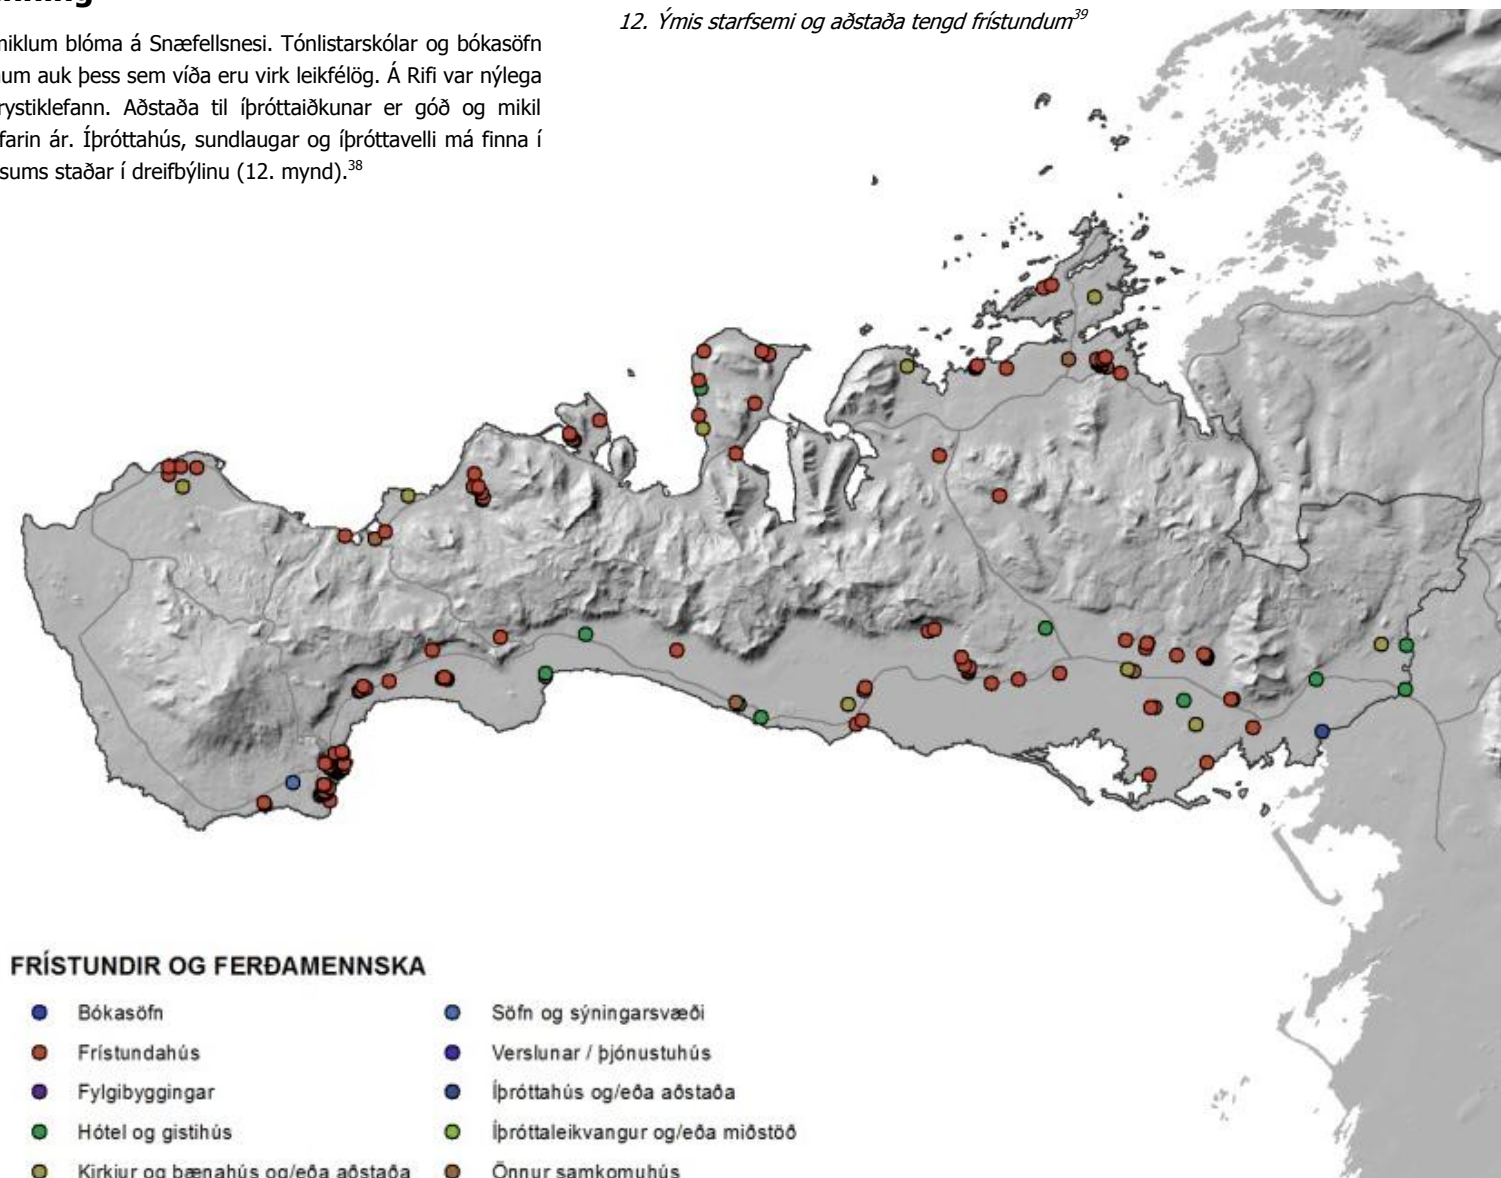 miklum blóma á Snæfellsnesi. Tónlistarskólar og bókasöfn
um auk þess sem víða eru virk leikfélög. Á Rifi var nýlega
rystiklefann. Aðstaða til íþróttaiðkunar er góð og mikil
farin ár. Íþróttahús, sundlaugar og íþróttavelli má finna í
sums staðar í dreifbýlinu (12. mynd).38
12. Ýmis starfsemi og aðstaða tengd frístundum39
FRÍSTUNDIR OG FERÐAMENNSKA
Bókasöfn
Frístundahús
Fylgibyggingar
Hótel og gistihús
Kirkjur og bænahús og/eða aðstaða
Söfn og sýningarsvæði
Verslunar / þjónustuhús
Íþróttahús og/eða aðstaða
Íþróttaleikvangur og/eða miðstöð
Önnur samkomuhús